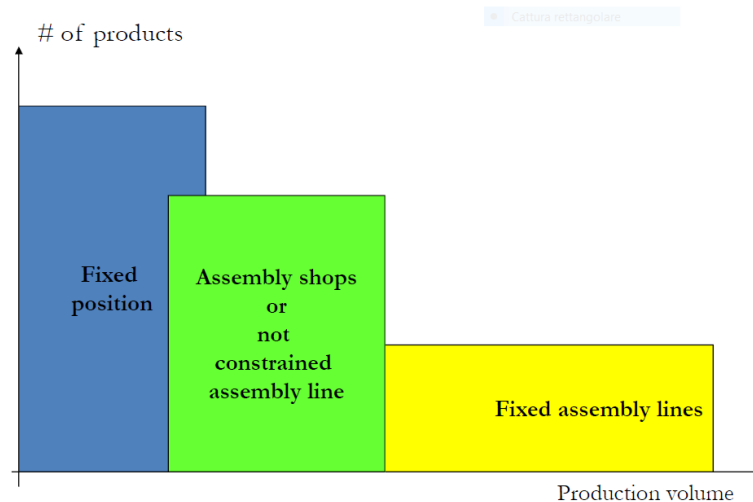 Cattura rettangolare
# of products
Fixed
position
Assembly shops
or
not
constrained
assembly line
Fixed assembly lines
Production volume